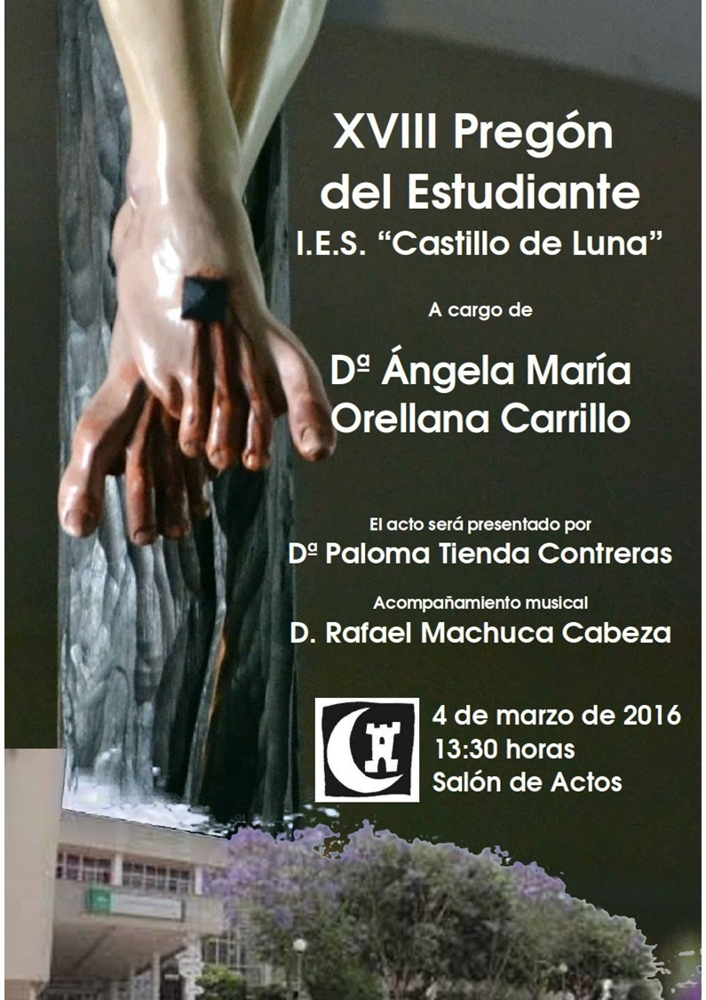 XVIII Pregón
del Estudiante
I.E.S. “Castillo de Luna”
A cargo de
Dª Ángela María
Orellana Carrillo
El acto será presentado por
Dª Paloma Tienda Contreras
Acompañamiento musical
D. Rafael Machuca Cabeza
4 de marzo de 2016
13:30 horas
Salón de Actos